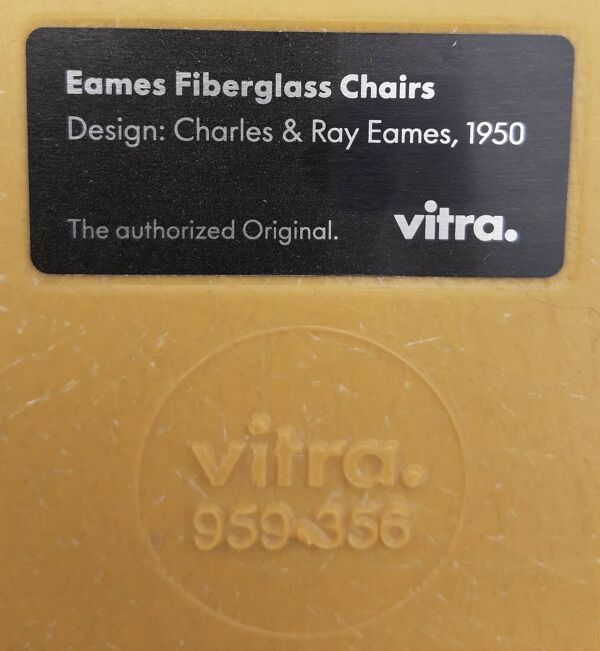 Eames Fiberglass Chairs
Design: Charles & Ray Eames, 1950
The authorized Original.
vitra.
vitra.
959-356